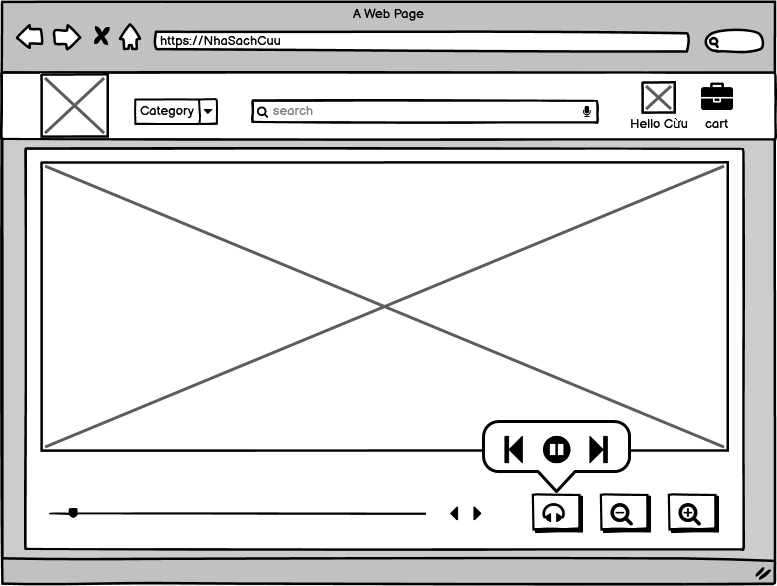 A Web Page
https://NhaSachCuu
Category
search
Hello Cừu
cart